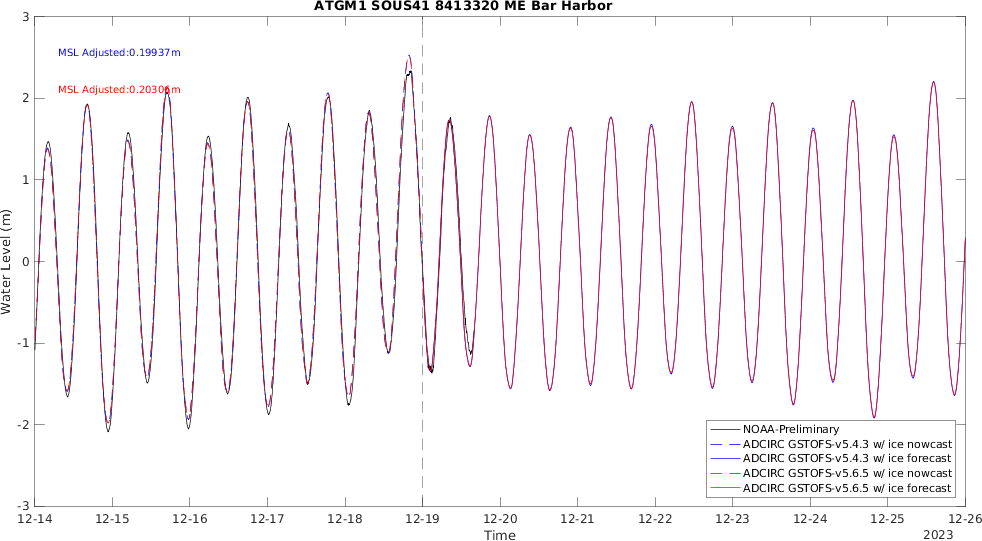 ATGM1 SOUS41 8413320 ME Bar Harbor
MSL Adjusted:0.19937m
MSL Adjusted:0.20306m
Water Level (m)
3
2
1
0
-1
-2
-3
12-14 12-15 12-16 12-17 12-18 12-19 12-20 12-21 12-22 12-23 12-24 12-25 12-26
Time
2023
NOAA-Preliminary
ADCIRC GSTOFS-v5.4.3 w/ ice nowcast
ADCIRC GSTOFS-v5.4.3 w/ ice forecast
ADCIRC GSTOFS-v5.6.5 w/ ice nowcast
ADCIRC GSTOFS-v5.6.5 w/ ice forecast